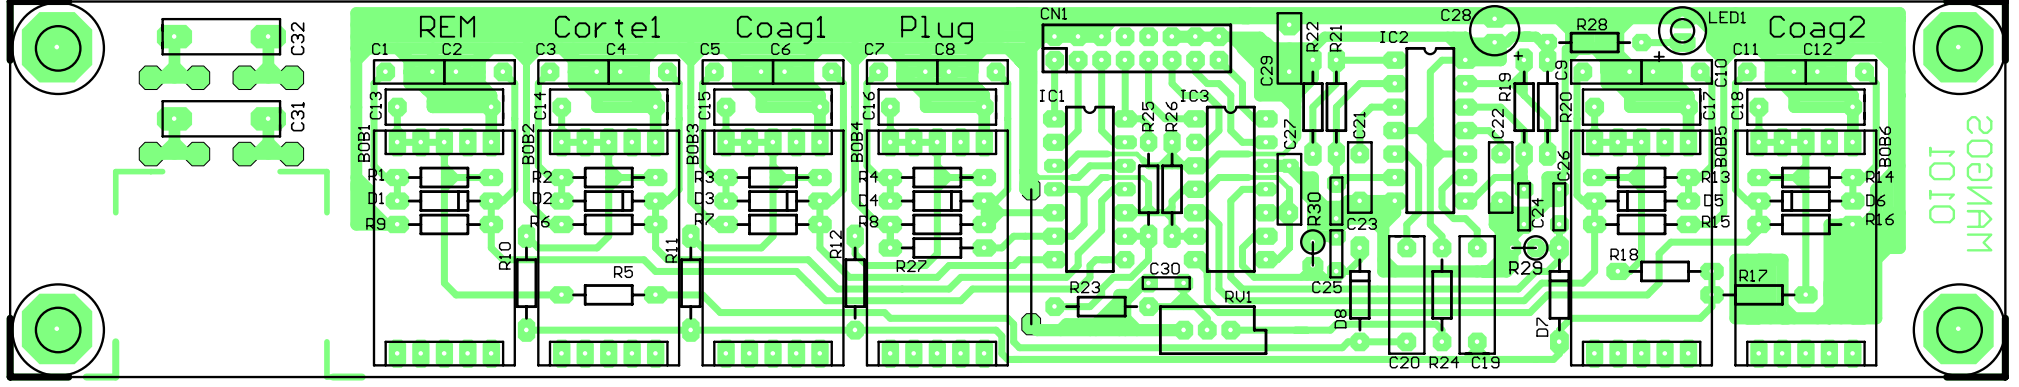 REM Corte1 Coag1 Plug Coag2
C32
C31
C1 C2 C3 C4 C5 C6 C7 C8
C13 C14 C15 C16
BOB1 BOB2 BOB3 BOB4
R1 R2 R3 R4
D1 D2 D3 D4
R9 R6 R7 R8
R10 R11 R12 R27
R5
CN1 C29 R22 R21 IC2 C28 R28 LED1
IC1 R25 R26 IC3 C27 C21 R19 C22 C9 R20
C10 C11 C12
C17 C18
BOB5 BOB6
R30 C23 C24 C26
R13 R14
D5 D6
R15 R16
C30 R23 RV1 C25 D8 R29 D7 R18 R17
C20 R24 C19
0101
MANGOS